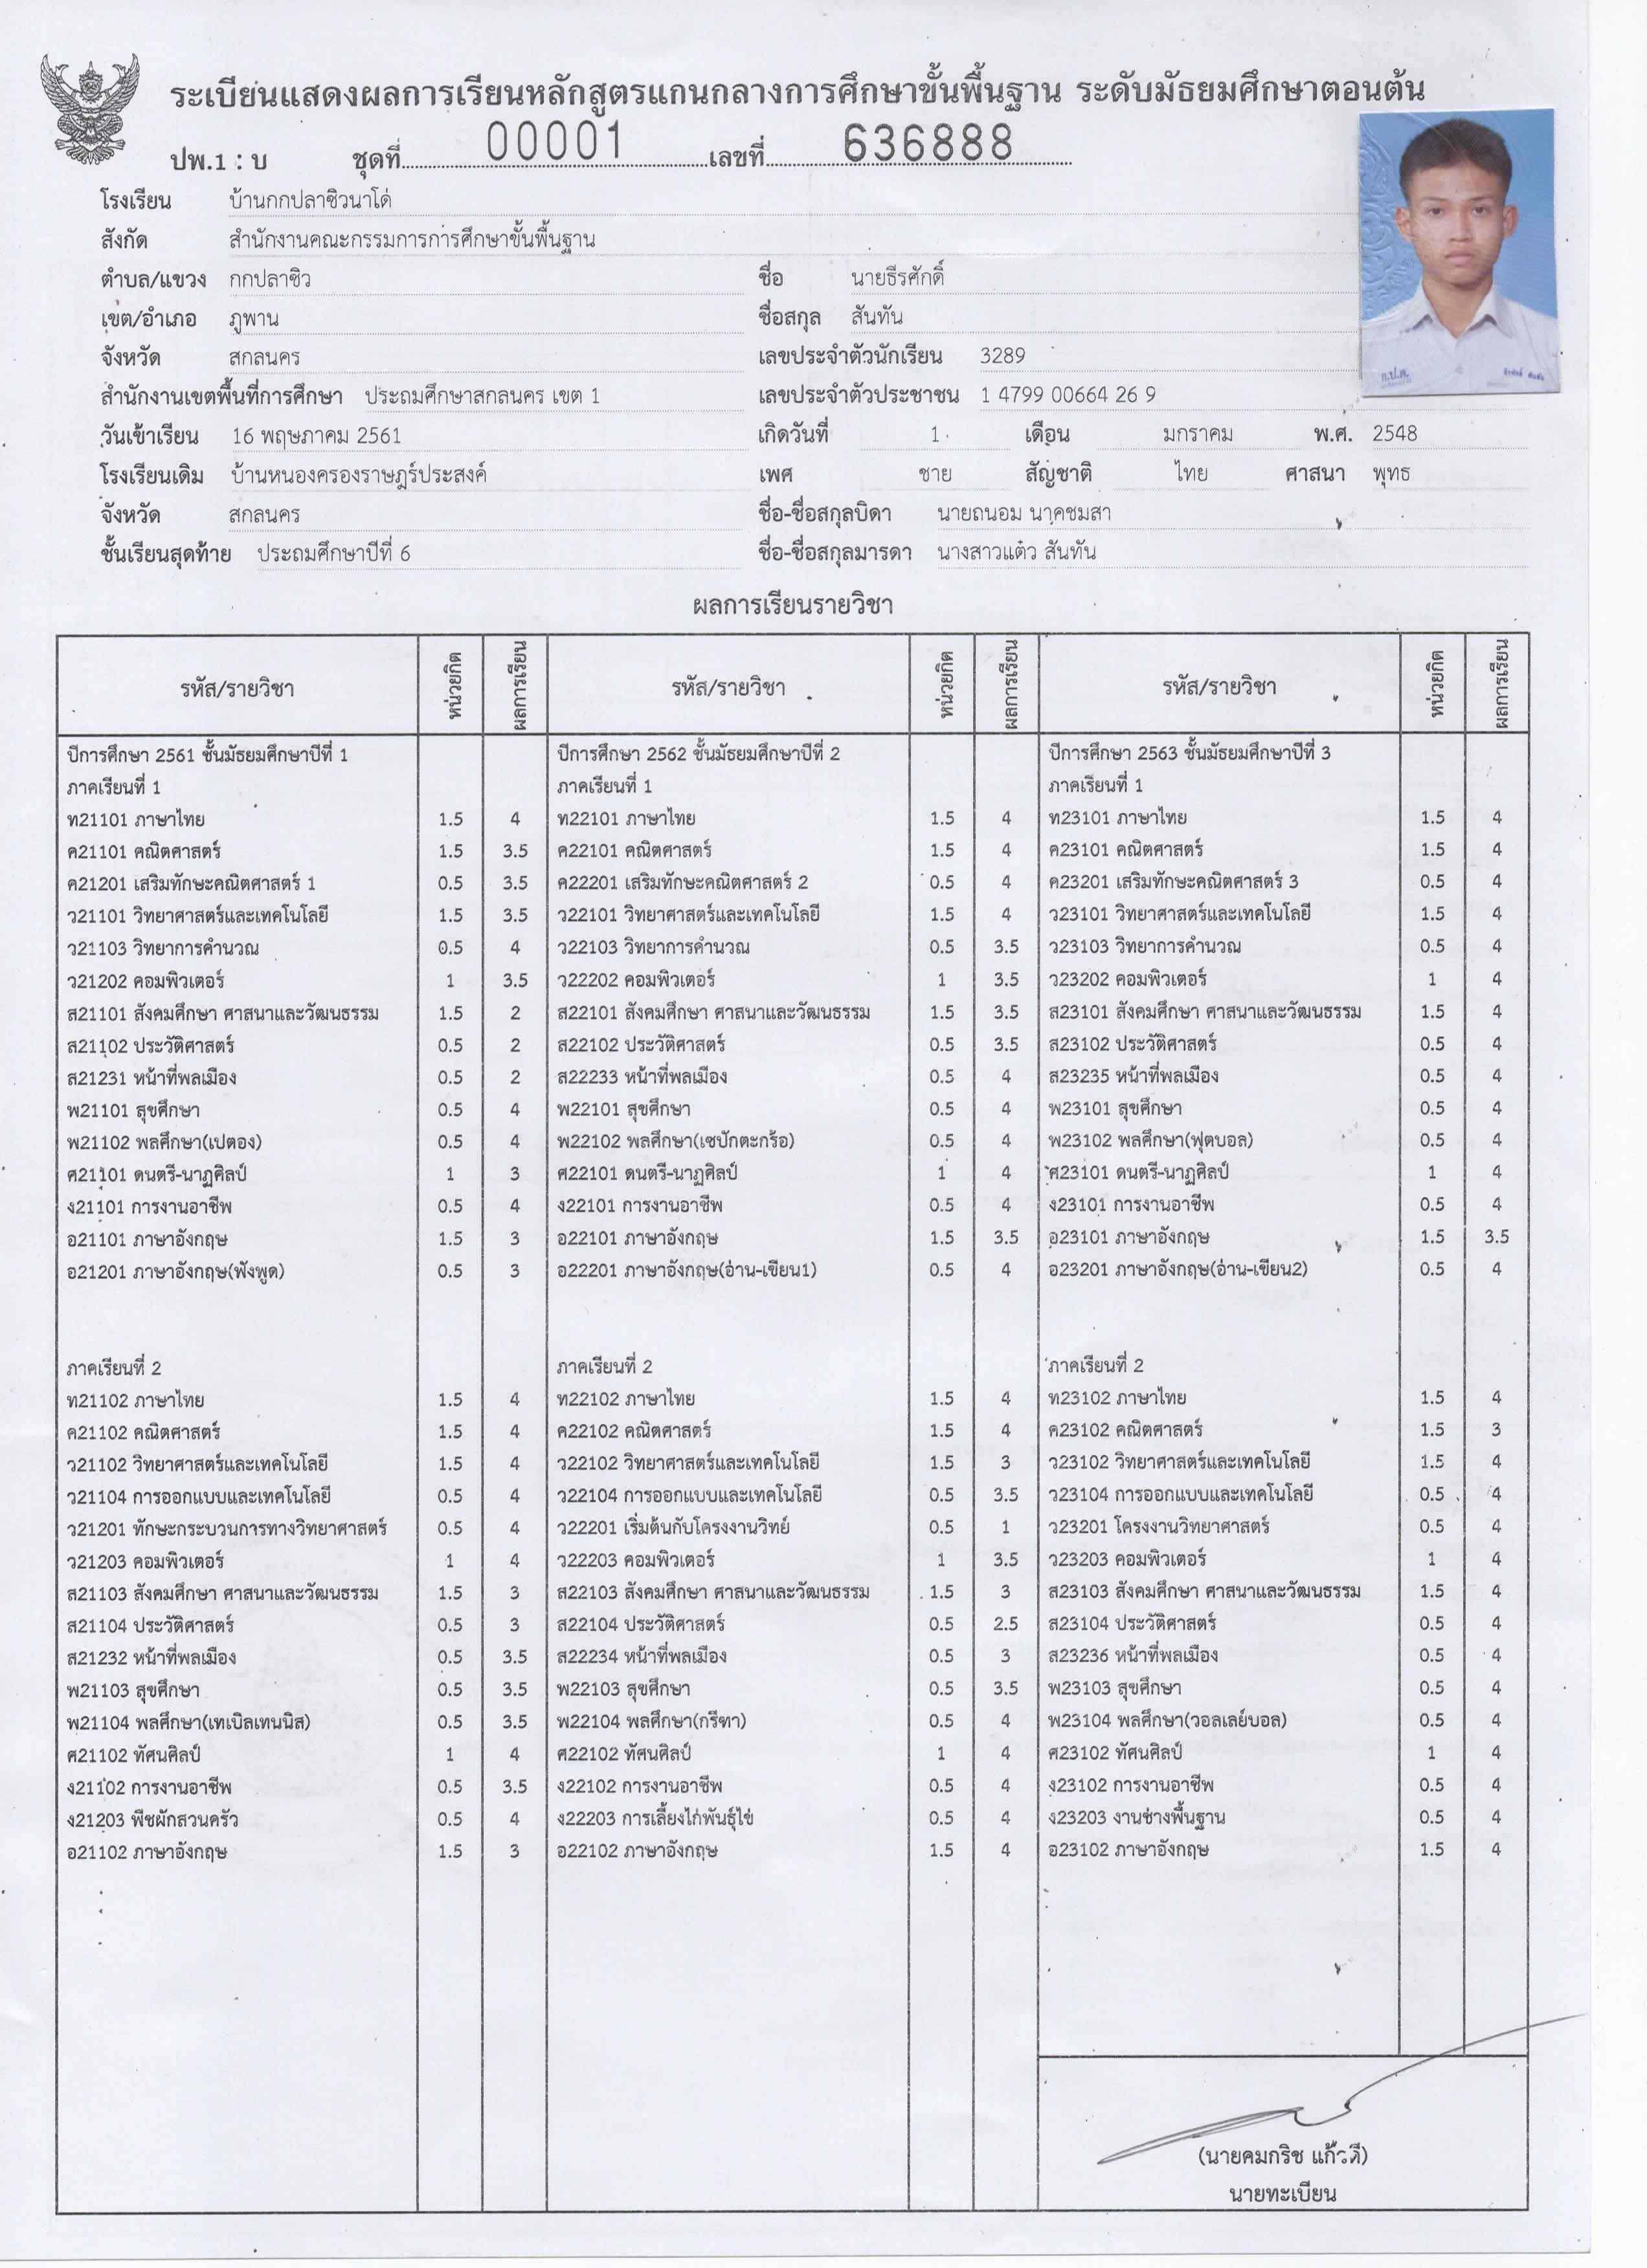 ระเบียนแสดงผลการเรียนหลักสูตรแกนกลางการศึกษาขั้นพื้นฐาน ระดับมัธยมศึกษาตอนต้น
ปพ.1 : บ ชุดที่ 00001 เลขที่ 636888
โรงเรียน บ้านกกปลาซิวนาโด่
สังกัด สำนักงานคณะกรรมการการศึกษาขั้นพื้นฐาน
ตำบล/แขวง กกปลาซิว ชื่อ นายธีรศักดิ์
เขต/อำเภอ ภูพาน ชื่อสกุล สันทัน
จังหวัด สกลนคร เลขประจำตัวนักเรียน 3289
ก.ป.ด.
สำนักงานเขตพื้นที่การศึกษา ประถมศึกษาสกลนคร เขต 1 เลขประจำตัวประชาชน 1 4799 00664 26 9
วันเข้าเรียน 16 พฤษภาคม 2561 เกิดวันที่ 1 เดือน มกราคม พ.ศ. 2548
โรงเรียนเดิม บ้านหนองครองราษฎร์ประสงค์ เพศ ชาย สัญชาติ ไทย ศาสนา พุทธ
จังหวัด สกลนคร ชื่อ-ชื่อสกุลบิดา นายถนอม นาคชมสา
ชั้นเรียนสุดท้าย ประถมศึกษาปีที่ 6 ชื่อ-ชื่อสกุลมารดา นางสาวแต๋ว สันทัน
ผลการเรียนรายวิชา
รหัส/รายวิชา หน่วยกิต ผลการเรียน รหัส/รายวิชา หน่วยกิต ผลการเรียน รหัส/รายวิชา หน่วยกิต ผลการเรียน
ปีการศึกษา 2561 ชั้นมัธยมศึกษาปีที่ 1 ปีการศึกษา 2562 ชั้นมัธยมศึกษาปีที่ 2 ปีการศึกษา 2563 ชั้นมัธยมศึกษาปีที่ 3
ภาคเรียนที่ 1 ภาคเรียนที่ 1 ภาคเรียนที่ 1
ท21101 ภาษาไทย 1.5 4 ท22101 ภาษาไทย 1.5 4 ท23101 ภาษาไทย 1.5 4
ค21101 คณิตศาสตร์ 1.5 3.5 ค22101 คณิตศาสตร์ 1.5 4 ค23101 คณิตศาสตร์ 1.5 4
ค21201 เสริมทักษะคณิตศาสตร์ 1 0.5 3.5 ค22201 เสริมทักษะคณิตศาสตร์ 2 0.5 4 ค23201 เสริมทักษะคณิตศาสตร์ 3 0.5 4
ว21101 วิทยาศาสตร์และเทคโนโลยี 1.5 3.5 ว22101 วิทยาศาสตร์และเทคโนโลยี 1.5 4 ว23101 วิทยาศาสตร์และเทคโนโลยี 1.5 4
ว21103 วิทยาการคำนวณ 0.5 4 ว22103 วิทยาการคำนวณ 0.5 3.5 ว23103 วิทยาการคำนวณ 0.5 4
ว21202 คอมพิวเตอร์ 1 3.5 ว22202 คอมพิวเตอร์ 1 3.5 ว23202 คอมพิวเตอร์ 1 4
ส21101 สังคมศึกษา ศาสนาและวัฒนธรรม 1.5 2 ส22101 สังคมศึกษา ศาสนาและวัฒนธรรม 1.5 3.5 ส23101 สังคมศึกษา ศาสนาและวัฒนธรรม 1.5 4
ส21102 ประวัติศาสตร์ 0.5 2 ส22102 ประวัติศาสตร์ 0.5 3.5 ส23102 ประวัติศาสตร์ 0.5 4
ส21231 หน้าที่พลเมือง 0.5 2 ส22233 หน้าที่พลเมือง 0.5 4 ส23235 หน้าที่พลเมือง 0.5 4
พ21101 สุขศึกษา 0.5 4 พ22101 สุขศึกษา 0.5 4 พ23101 สุขศึกษา 0.5 4
พ21102 พลศึกษา(เปตอง) 0.5 4 พ22102 พลศึกษา(เซปักตะกร้อ) 0.5 4 พ23102 พลศึกษา(ฟุตบอล) 0.5 4
ศ21101 ดนตรี-นาฏศิลป์ 1 3 ศ22101 ดนตรี-นาฏศิลป์ 1 4 ศ23101 ดนตรี-นาฏศิลป์ 1 4
ง21101 การงานอาชีพ 0.5 4 ง22101 การงานอาชีพ 0.5 4 ง23101 การงานอาชีพ 0.5 4
อ21101 ภาษาอังกฤษ 1.5 3 อ22101 ภาษาอังกฤษ 1.5 3.5 อ23101 ภาษาอังกฤษ 1.5 3.5
อ21201 ภาษาอังกฤษ(ฟังพูด) 0.5 3 อ22201 ภาษาอังกฤษ(อ่าน-เขียน1) 0.5 4 อ23201 ภาษาอังกฤษ(อ่าน-เขียน2) 0.5 4
ภาคเรียนที่ 2 ภาคเรียนที่ 2 ภาคเรียนที่ 2
ท21102 ภาษาไทย 1.5 4 ท22102 ภาษาไทย 1.5 4 ท23102 ภาษาไทย 1.5 4
ค21102 คณิตศาสตร์ 1.5 4 ค22102 คณิตศาสตร์ 1.5 4 ค23102 คณิตศาสตร์ 1.5 3
ว21102 วิทยาศาสตร์และเทคโนโลยี 1.5 4 ว22102 วิทยาศาสตร์และเทคโนโลยี 1.5 3 ว23102 วิทยาศาสตร์และเทคโนโลยี 1.5 4
ว21104 การออกแบบและเทคโนโลยี 0.5 4 ว22104 การออกแบบและเทคโนโลยี 0.5 3.5 ว23104 การออกแบบและเทคโนโลยี 0.5 4
ว21201 ทักษะกระบวนการทางวิทยาศาสตร์ 0.5 4 ว22201 เริ่มต้นกับโครงงานวิทย์ 0.5 1 ว23201 โครงงานวิทยาศาสตร์ 0.5 4
ว21203 คอมพิวเตอร์ 1 4 ว22203 คอมพิวเตอร์ 1 3.5 ว23203 คอมพิวเตอร์ 1 4
ส21103 สังคมศึกษา ศาสนาและวัฒนธรรม 1.5 3 ส22103 สังคมศึกษา ศาสนาและวัฒนธรรม 1.5 3 ส23103 สังคมศึกษา ศาสนาและวัฒนธรรม 1.5 4
ส21104 ประวัติศาสตร์ 0.5 3 ส22104 ประวัติศาสตร์ 0.5 2.5 ส23104 ประวัติศาสตร์ 0.5 4
ส21232 หน้าที่พลเมือง 0.5 3.5 ส22234 หน้าที่พลเมือง 0.5 3 ส23236 หน้าที่พลเมือง 0.5 4
พ21103 สุขศึกษา 0.5 3.5 พ22103 สุขศึกษา 0.5 3.5 พ23103 สุขศึกษา 0.5 4
พ21104 พลศึกษา(เทเบิลเทนนิส) 0.5 3.5 พ22104 พลศึกษา(กรีฑา) 0.5 4 พ23104 พลศึกษา(วอลเลย์บอล) 0.5 4
ศ21102 ทัศนศิลป์ 1 4 ศ22102 ทัศนศิลป์ 1 4 ศ23102 ทัศนศิลป์ 1 4
ง21102 การงานอาชีพ 0.5 3.5 ง22102 การงานอาชีพ 0.5 4 ง23102 การงานอาชีพ 0.5 4
ง21203 พืชผักสวนครัว 0.5 4 ง22203 การเลี้ยงไก่พันธุ์ไข่ 0.5 4 ง23203 งานช่างพื้นฐาน 0.5 4
อ21102 ภาษาอังกฤษ 1.5 3 อ22102 ภาษาอังกฤษ 1.5 4 อ23102 ภาษาอังกฤษ 1.5 4
(นายคมกริช แก้วดี)
นายทะเบียน